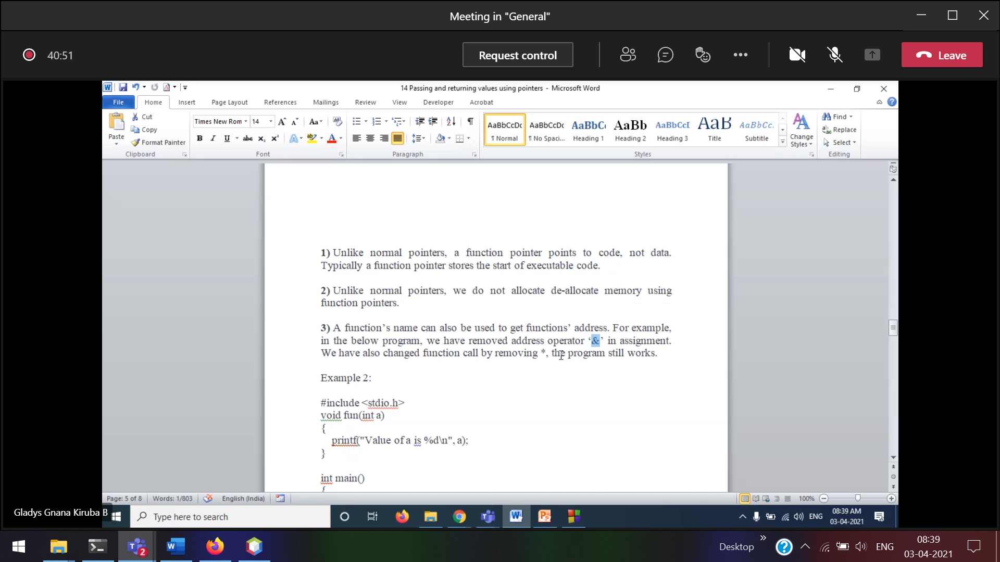 Meeting in "General"
40:51
Request control
Leave
14 Passing and returning values using pointers - Microsoft Word
File Home Insert Page Layout References Mailings Review View Developer Acrobat
Paste
Cut
Copy
Format Painter
Clipboard
Times New Rom 14
Font
Paragraph
AaBbCcDc AaBbCcDc AaBbC AaBb AaBbCcI AaB AaBbCc.
¶ Normal ¶ No Spaci... Heading 1 Heading 2 Heading 3 Title Subtitle
Change
Styles
Styles
Find
Replace
Select
Editing
1) Unlike normal pointers, a function pointer points to code, not data.
Typically a function pointer stores the start of executable code.
2) Unlike normal pointers, we do not allocate de-allocate memory using
function pointers.
3) A function’s name can also be used to get functions’ address. For example,
in the below program, we have removed address operator ‘&’ in assignment.
We have also changed function call by removing *, the program still works.
Example 2:
#include <stdio.h>
void fun(int a)
{
printf("Value of a is %d\n", a);
}
int main()
{
Page: 5 of 8 Words: 1/803 English (India) 100%
Gladys Gnana Kiruba B
Type here to search
ENG
08:39 AM
03-04-2021
2
Desktop
ENG
08:39
03-04-2021